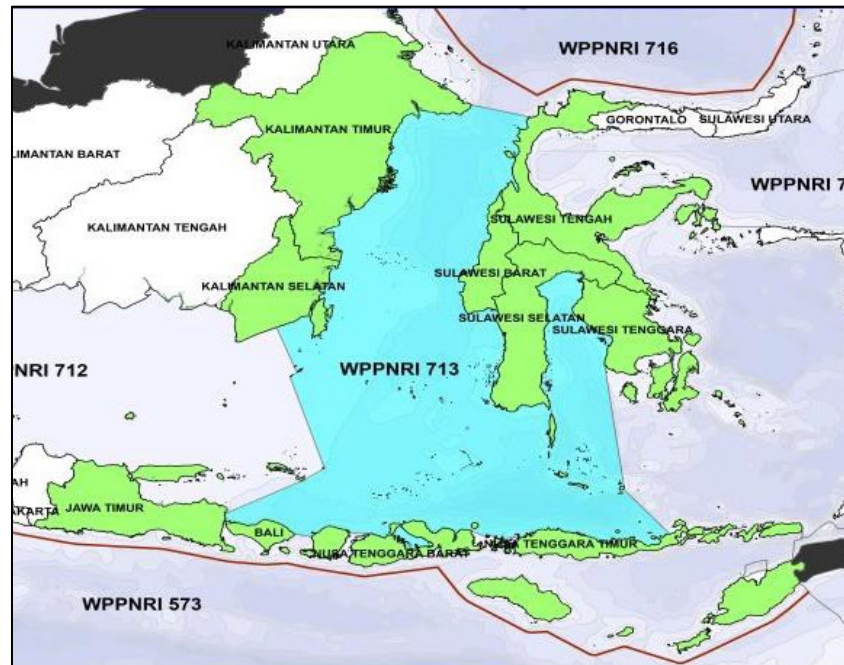 KALIMANTAN UTARA
WPPNRI 716
KALIMANTAN TIMUR
GORONTALO
SULAWESI UTARA
LIMANTAN BARAT
WPPNRI 7
KALIMANTAN TENGAH
SULAWESI TENGAH
SULAWESI BARAT
KALIMANTAN SELATAN
SULAWESI SELATAN
SULAWESI TENGGARA
NRI 712
WPPNRI 713
AH
AKARTA
JAWA TIMUR
BALI
NUSA TENGGARA BARAT
NUSA TENGGARA TIMUR
WPPNRI 573